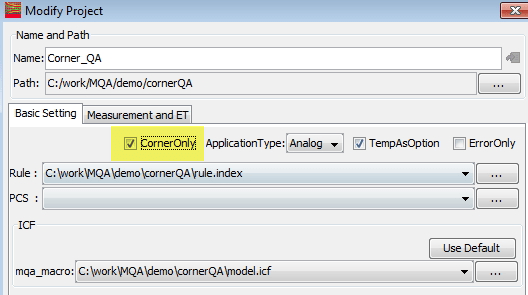 Modify Project
Name and Path
Name: Corner_QA
Path: C:/work/MQA/demo/cornerQA ...
Basic Setting Measurement and ET
CornerOnly ApplicationType: Analog TempAsOption ErrorOnly
Rule : C:\work\MQA\demo\cornerQA\rule.index ...
PCS : ...
ICF
Use Default
mqa_macro: C:\work\MQA\demo\cornerQA\model.icf ...